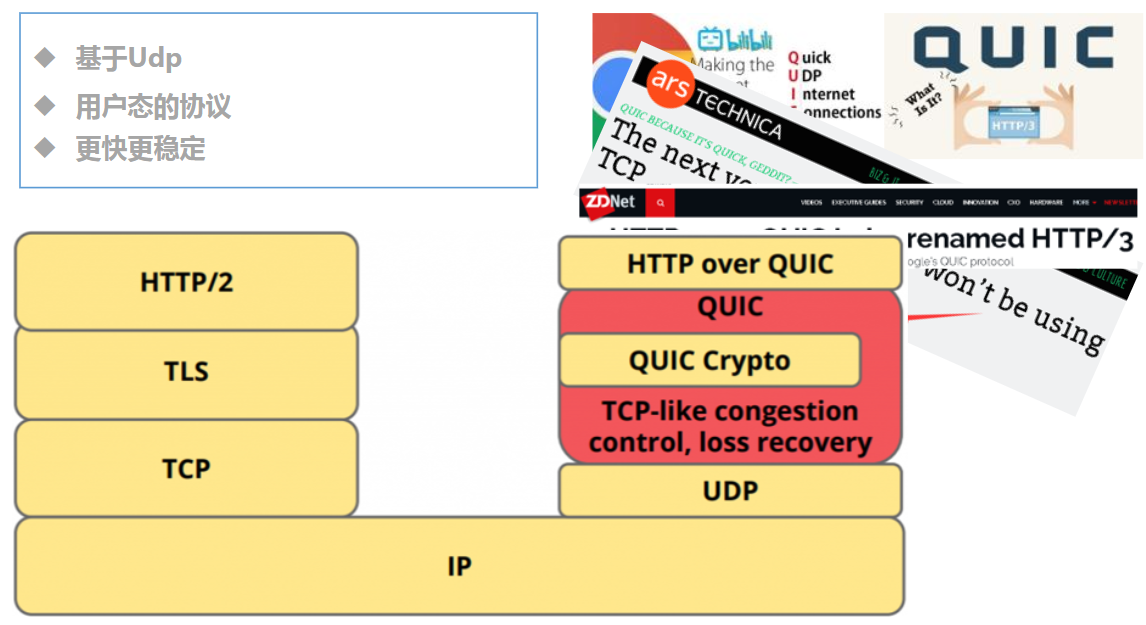 基于Udp
用户态的协议
更快更稳定
bilibili
Making the
Quick
UDP
Internet
onnections
QUIC
What
Is It?
HTTP/3
ars TECHNICA
QUIC BECAUSE IT'S QUICK, GEDDIT?
The next
TCP
BIZ & IT
ZDNet
VIDEOS EXECUTIVE GUIDES SECURITY CLOUD INNOVATION CXO HARDWARE MORE
renamed HTTP/3
ogle's QUIC protocol
CULTURE
won't be using
HTTP/2
TLS
TCP
HTTP over QUIC
QUIC
QUIC Crypto
TCP-like congestion
control, loss recovery
UDP
IP